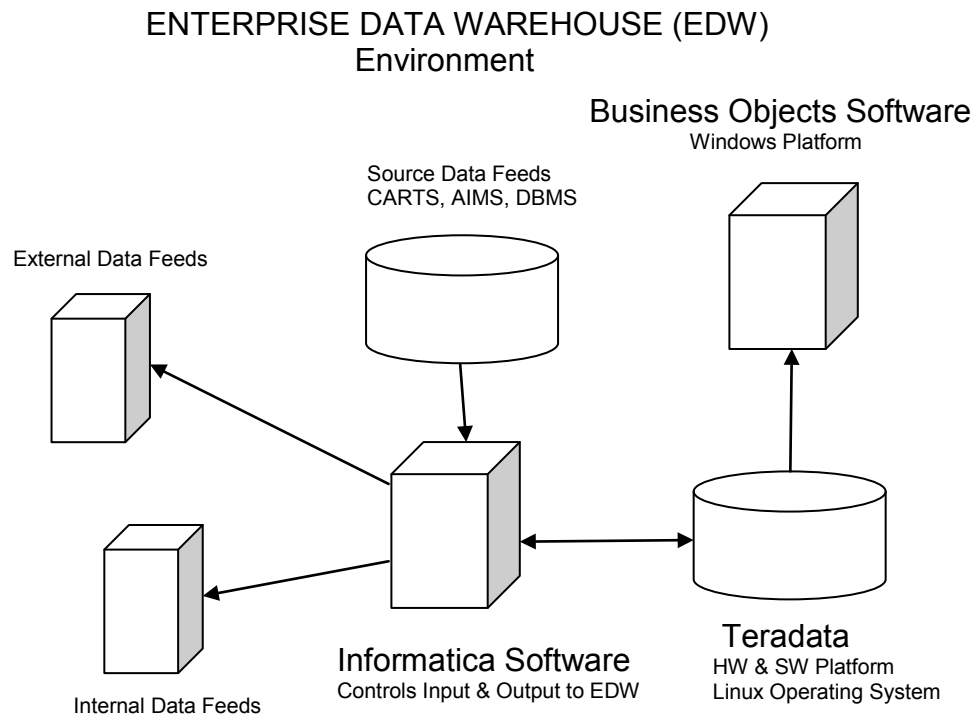 ENTERPRISE DATA WAREHOUSE (EDW)
Environment
Business Objects Software
Windows Platform
Source Data Feeds
CARTS, AIMS, DBMS
External Data Feeds
Informatica Software
Controls Input & Output to EDW
Teradata
HW & SW Platform
Linux Operating System
Internal Data Feeds